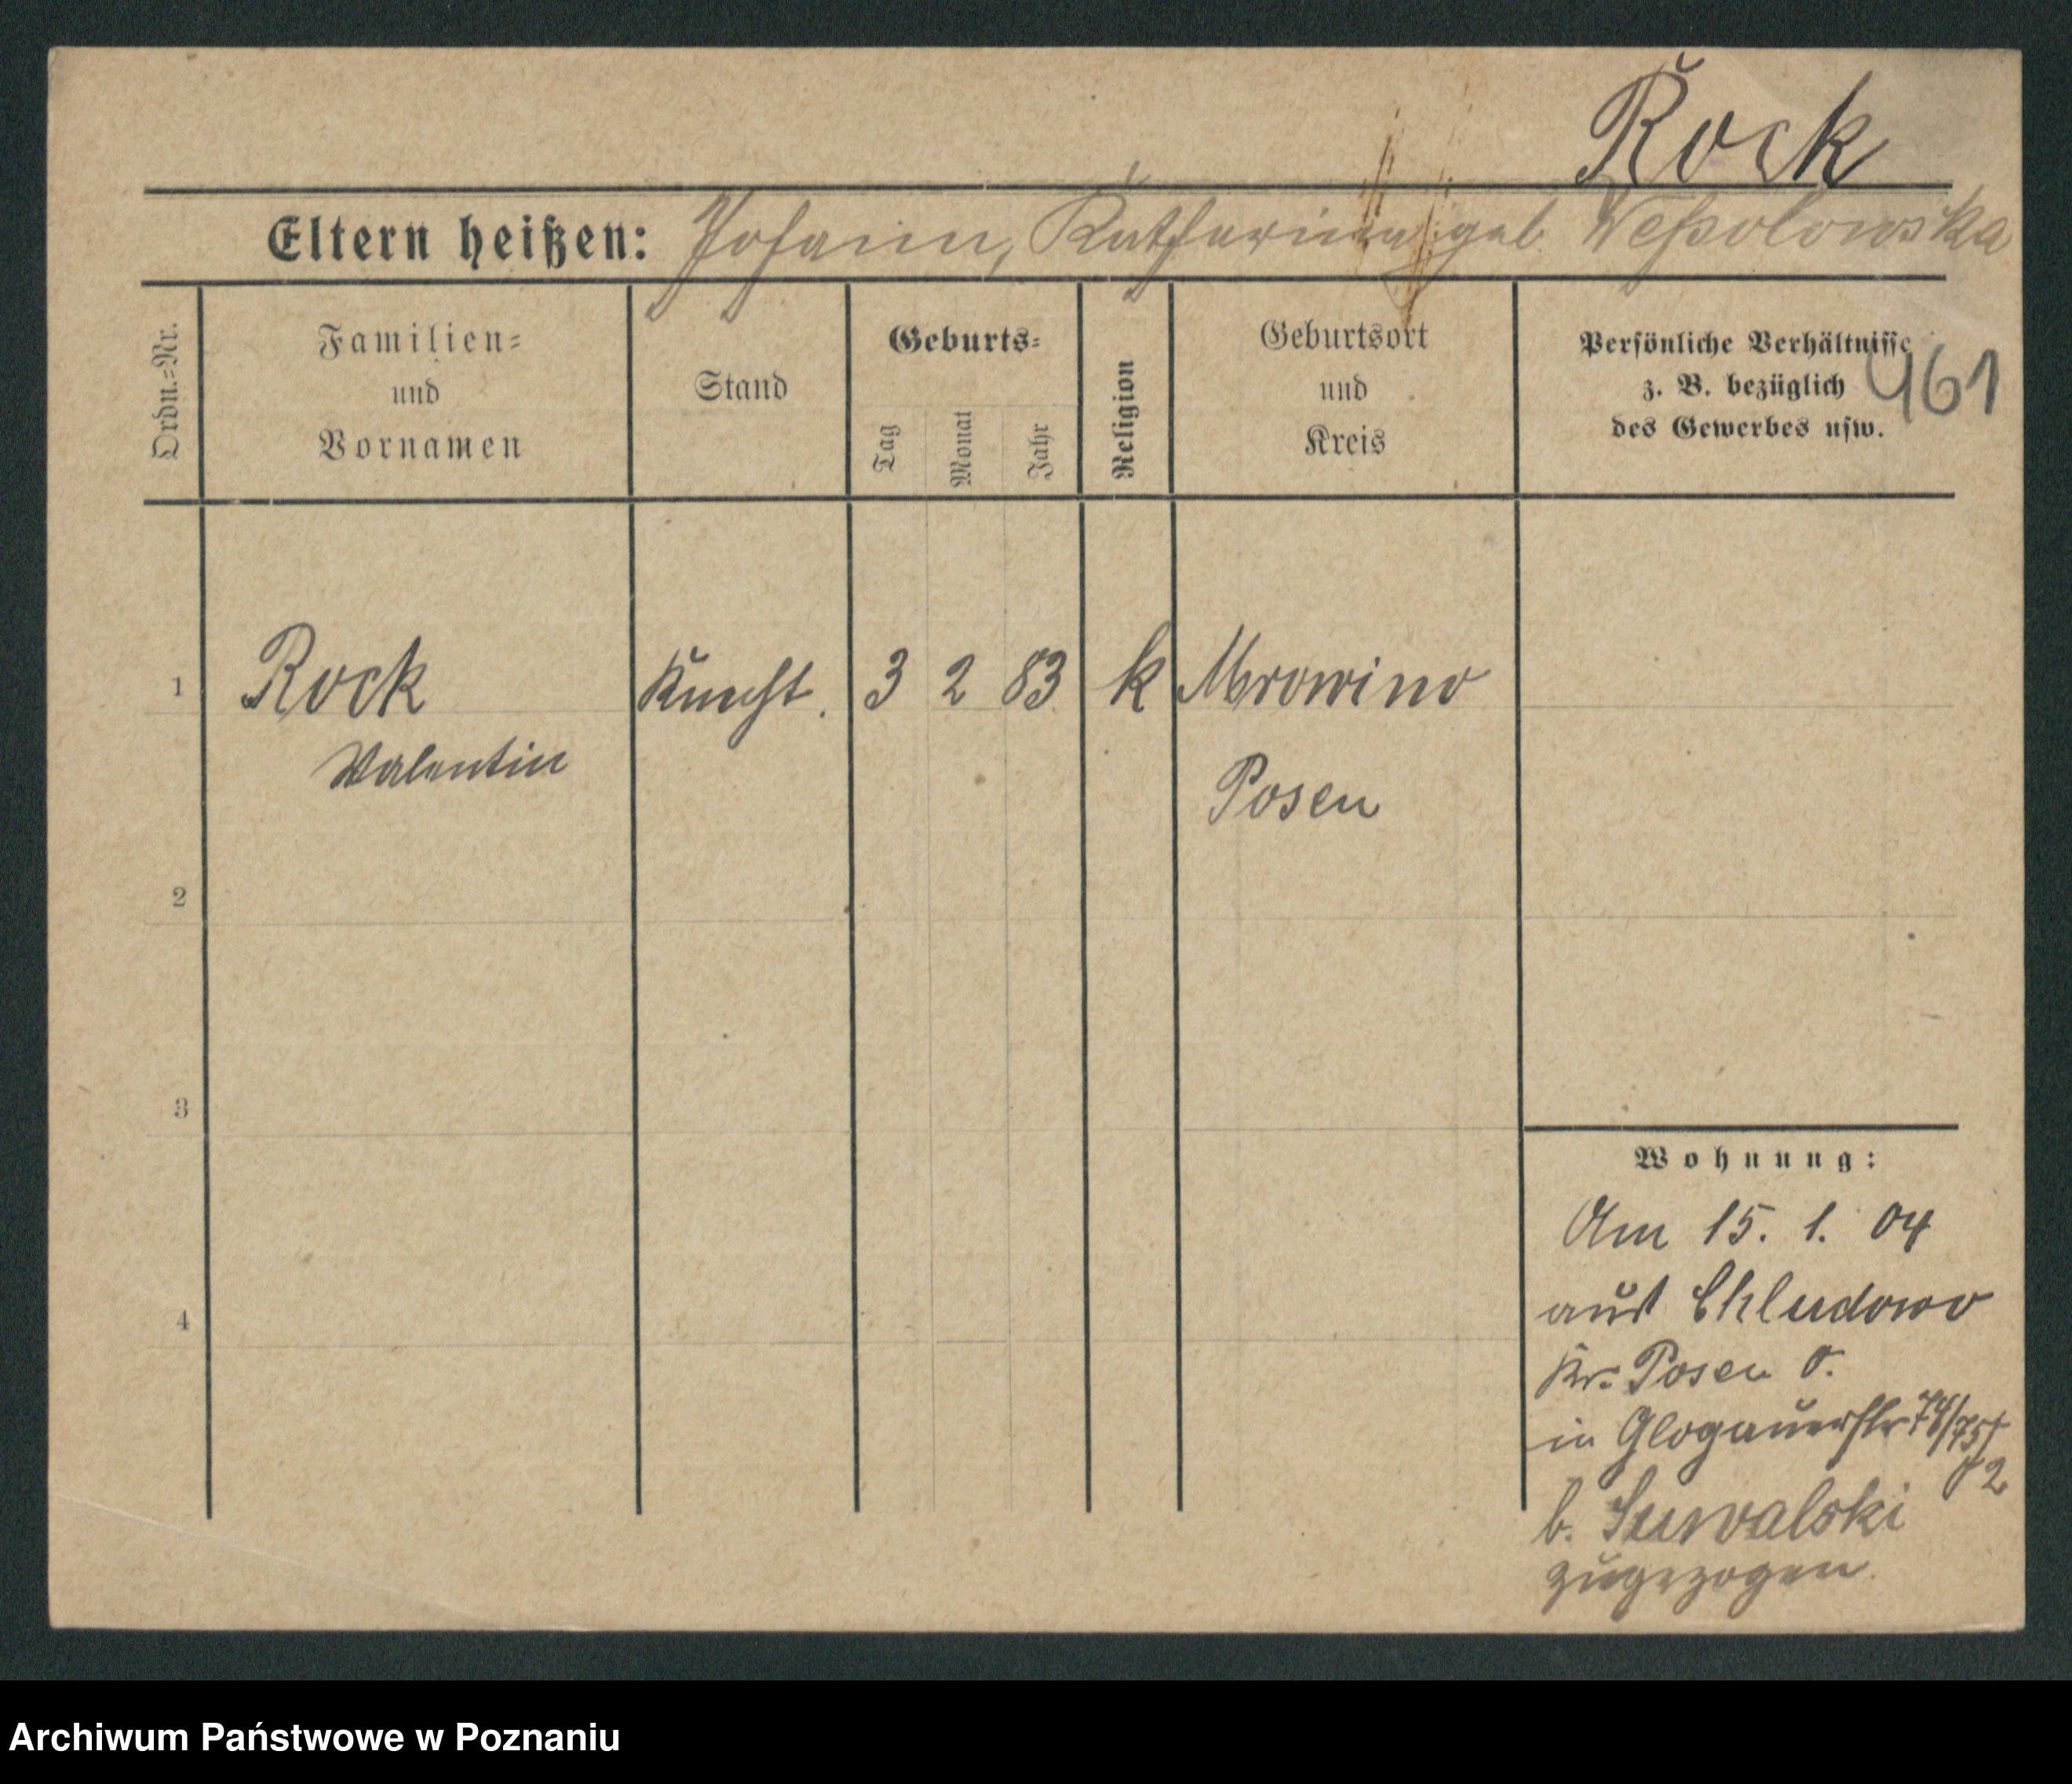 Rock
Eltern heißen: Johann, Katharina geb. Weßolowska
Ordn.=Nr.
Familien=
und
Vornamen
Stand
Geburts=
Tag
Monat
Jahr
Religion
Geburtsort
und
Kreis
Persönliche Verhältnisse
z. B. bezüglich
des Gewerbes usw.
461
1 Rock Knecht. 3 2 83 k Mrowino
Valentin
Posen
2
3
4
Wohnung:
Am 15. 1. 04
aus Chludowo
Kr. Posen O.
in Glogauerstr 74/75/
2
b. Suwalski
zugezogen.
Archiwum Państwowe w Poznaniu